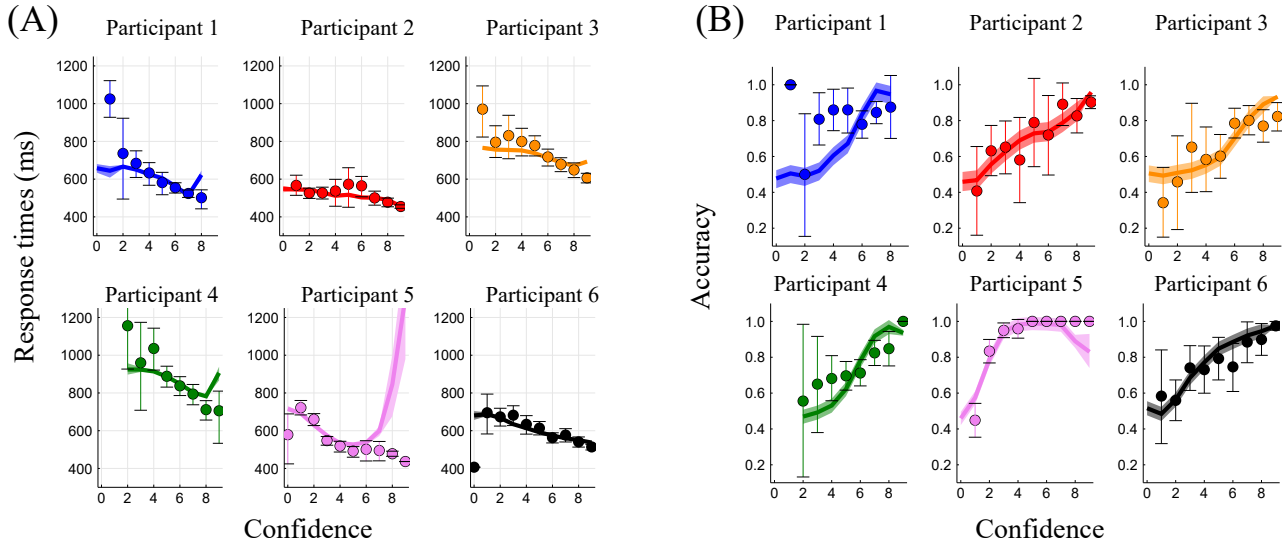 (A)
Participant 1 Participant 2 Participant 3
1200 1200 1200
1000 1000 1000
800 800 800
600 600 600
400 400 400
0 2 4 6 8 0 2 4 6 8 0 2 4 6 8
Response times (ms)
Participant 4 Participant 5 Participant 6
1200 1200 1200
1000 1000 1000
800 800 800
600 600 600
400 400 400
0 2 4 6 8 0 2 4 6 8 0 2 4 6 8
Confidence
(B)
Participant 1 Participant 2 Participant 3
1.0 1.0 1.0
0.8 0.8 0.8
0.6 0.6 0.6
0.4 0.4 0.4
0.2 0.2 0.2
0 2 4 6 8 0 2 4 6 8 0 2 4 6 8
Accuracy
Participant 4 Participant 5 Participant 6
1.0 1.0 1.0
0.8 0.8 0.8
0.6 0.6 0.6
0.4 0.4 0.4
0.2 0.2 0.2
0 2 4 6 8 0 2 4 6 8 0 2 4 6 8
Confidence